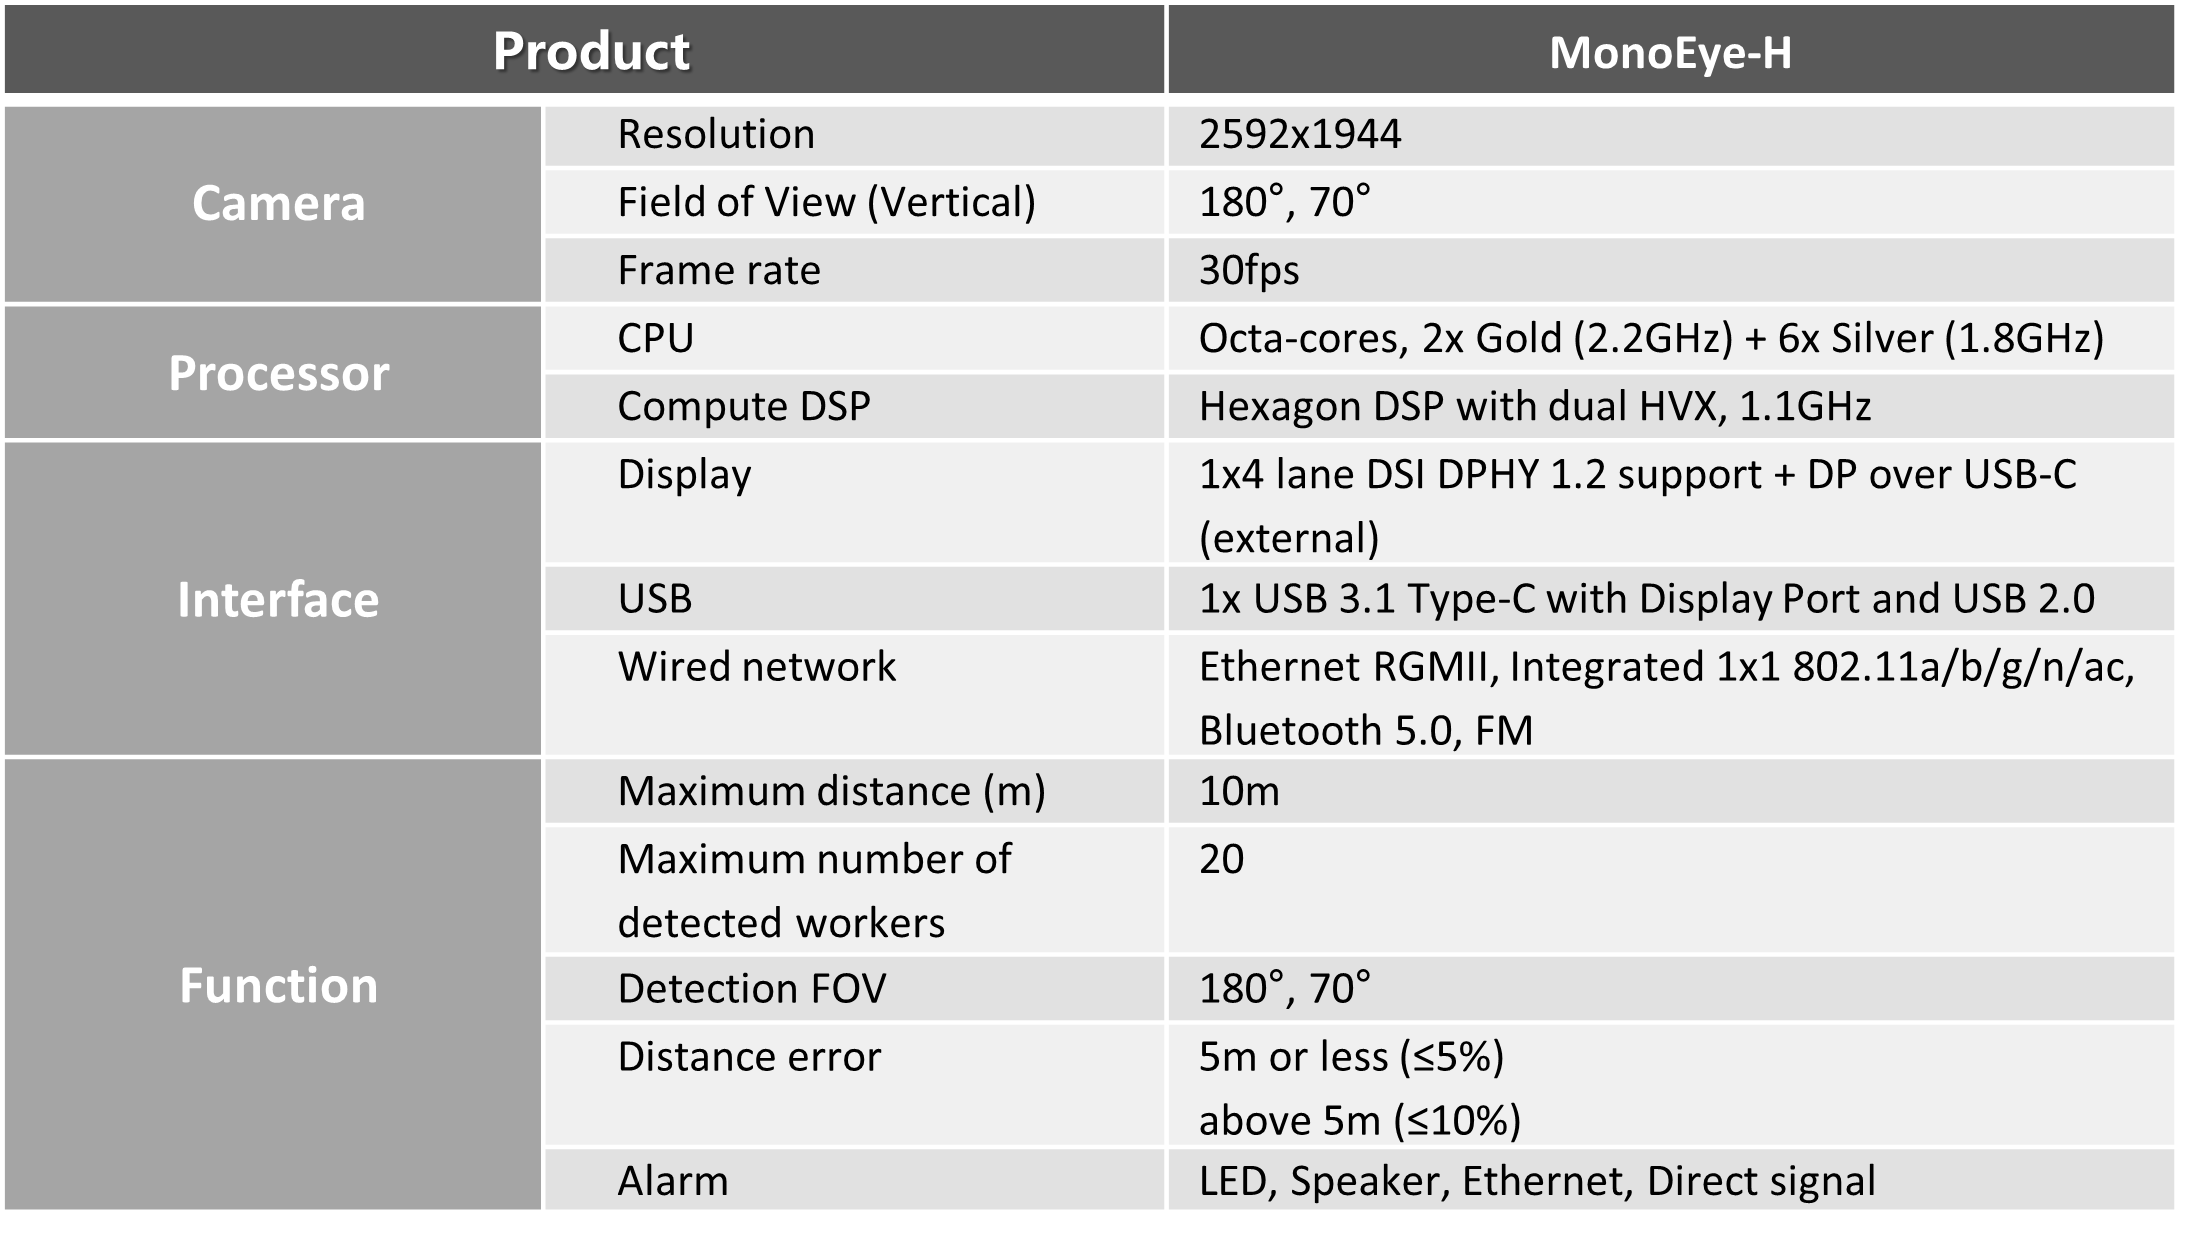 Product MonoEye-H
Camera
Resolution 2592x1944
Field of View (Vertical) 180°, 70°
Frame rate 30fps
Processor
CPU Octa-cores, 2x Gold (2.2GHz) + 6x Silver (1.8GHz)
Compute DSP Hexagon DSP with dual HVX, 1.1GHz
Interface
Display 1x4 lane DSI DPHY 1.2 support + DP over USB-C
(external)
USB 1x USB 3.1 Type-C with Display Port and USB 2.0
Wired network Ethernet RGMII, Integrated 1x1 802.11a/b/g/n/ac,
Bluetooth 5.0, FM
Function
Maximum distance (m) 10m
Maximum number of 20
detected workers
Detection FOV 180°, 70°
Distance error 5m or less (≤5%)
above 5m (≤10%)
Alarm LED, Speaker, Ethernet, Direct signal